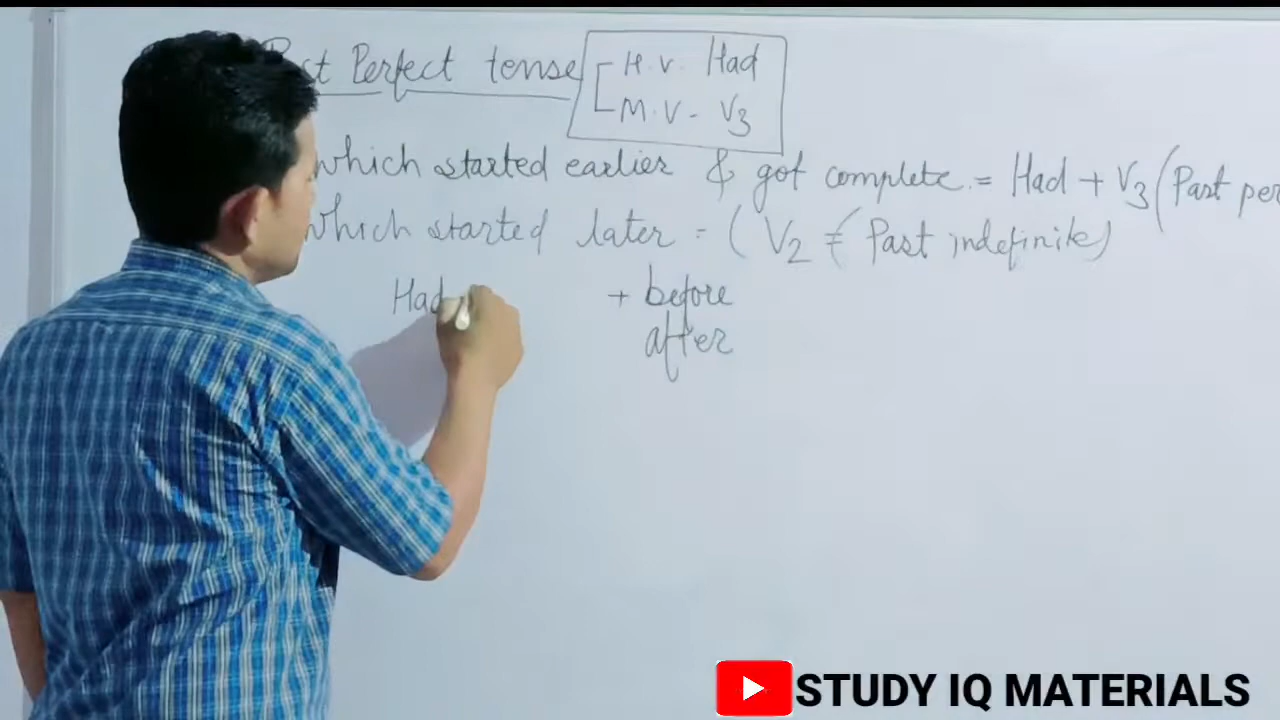 Perfect tense H.V. Had
M.V- V3
which started earlier & got complete. = Had + V3 (Past per
which started later = ( V2 = ( Past indefinite)
Had + before
after
STUDY IQ MATERIALS